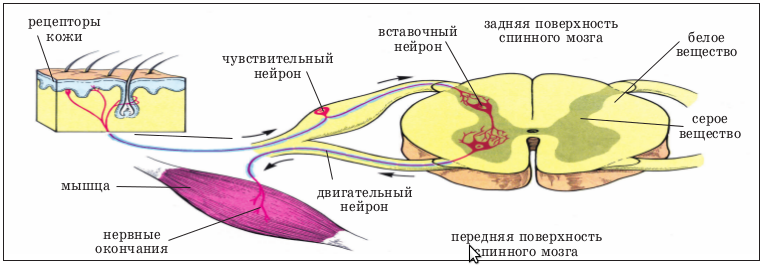 рецепторы
кожи
чувствительный
нейрон
вставочный
нейрон
задняя поверхность
спинного мозга
белое
вещество
серое
вещество
мышца
двигательный
нейрон
нервные
окончания
передняя поверхность
спинного мозга